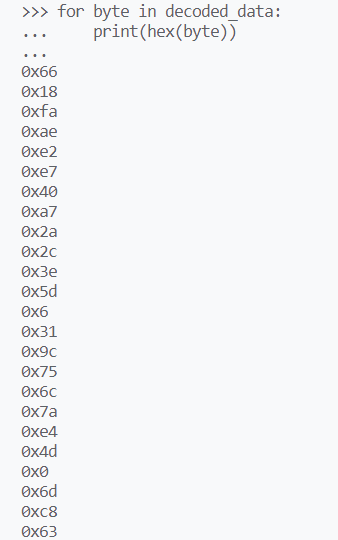 >>> for byte in decoded_data:
...     print(hex(byte))
...
0x66
0x18
0xfa
0xae
0xe2
0xe7
0x40
0xa7
0x2a
0x2c
0x3e
0x5d
0x6
0x31
0x9c
0x75
0x6c
0x7a
0xe4
0x4d
0x0
0x6d
0xc8
0x63